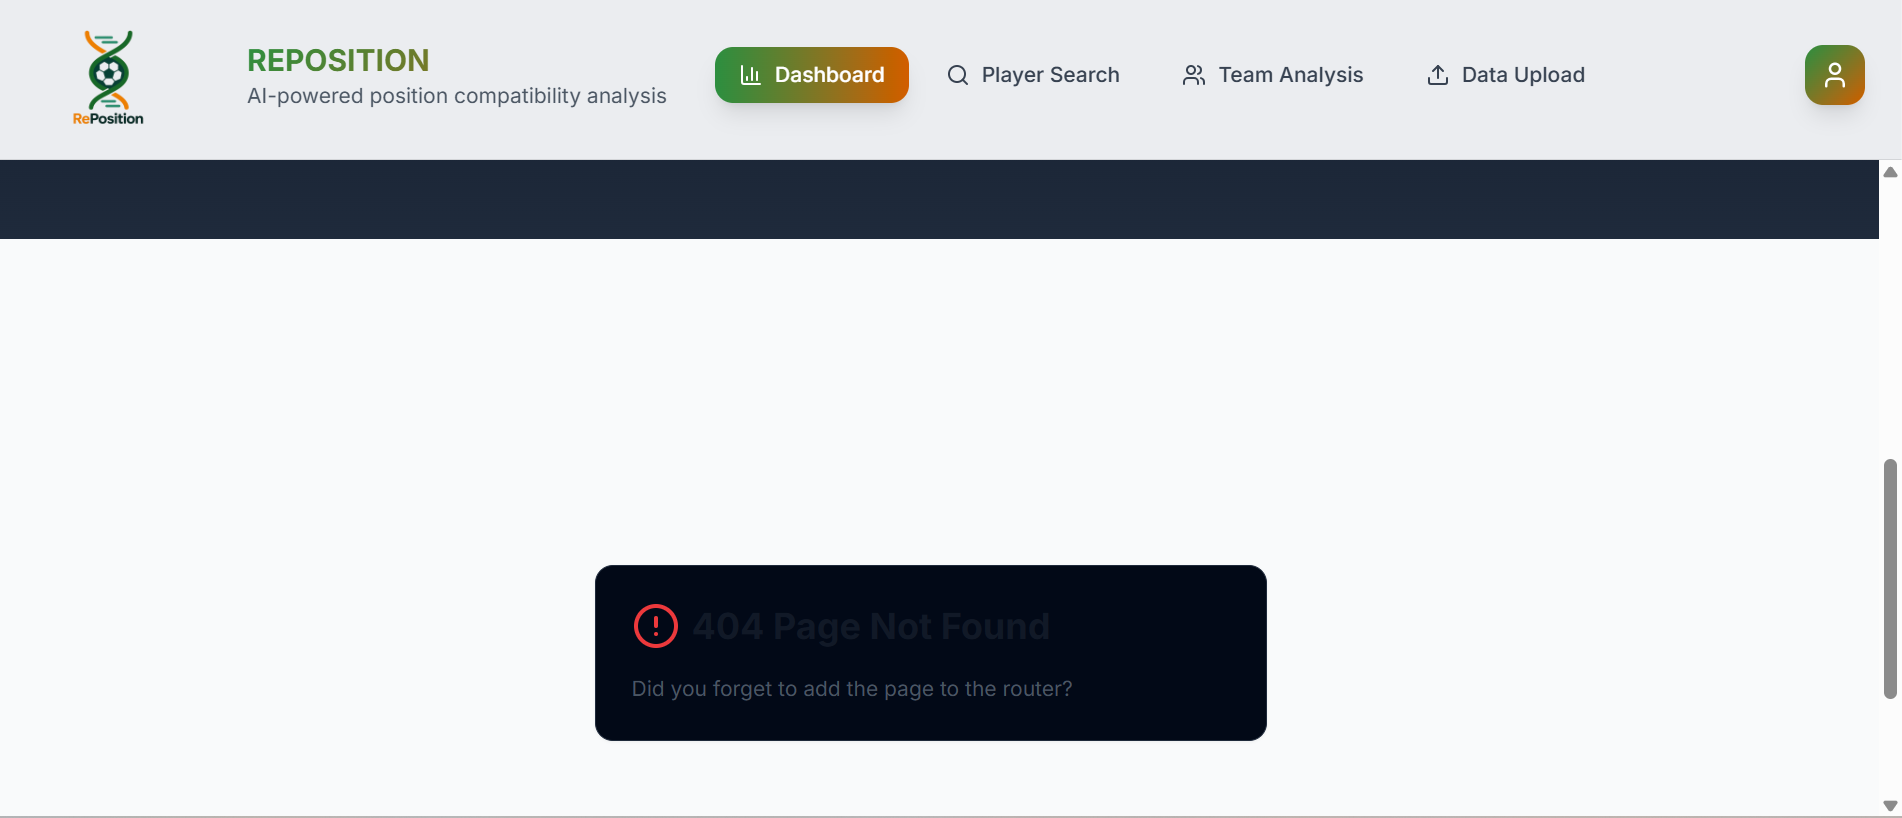 RePosition
REPOSITION
AI-powered position compatibility analysis
Dashboard
Player Search
Team Analysis
Data Upload
404 Page Not Found
Did you forget to add the page to the router?